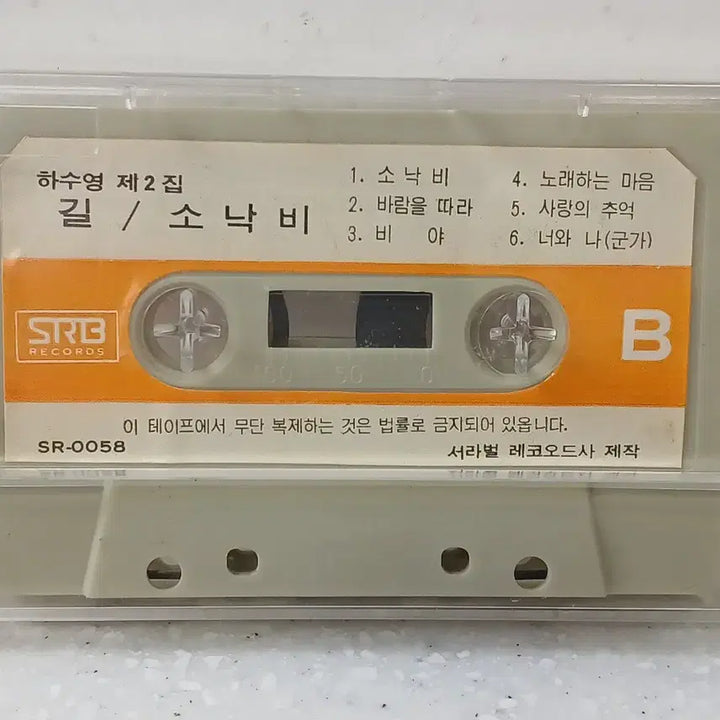 하수영 제2집
길 / 소낙비
1. 소 낙 비
2. 바람을 따라
3. 비 야
4. 노래하는 마음
5. 사랑의 추억
6. 너와 나(군가)
SRB
RECORDS
B
100 50 0
이 테이프에서 무단 복제하는 것은 법률로 금지되어 있읍니다.
SR-0058
서라벌 레코오드사 제작